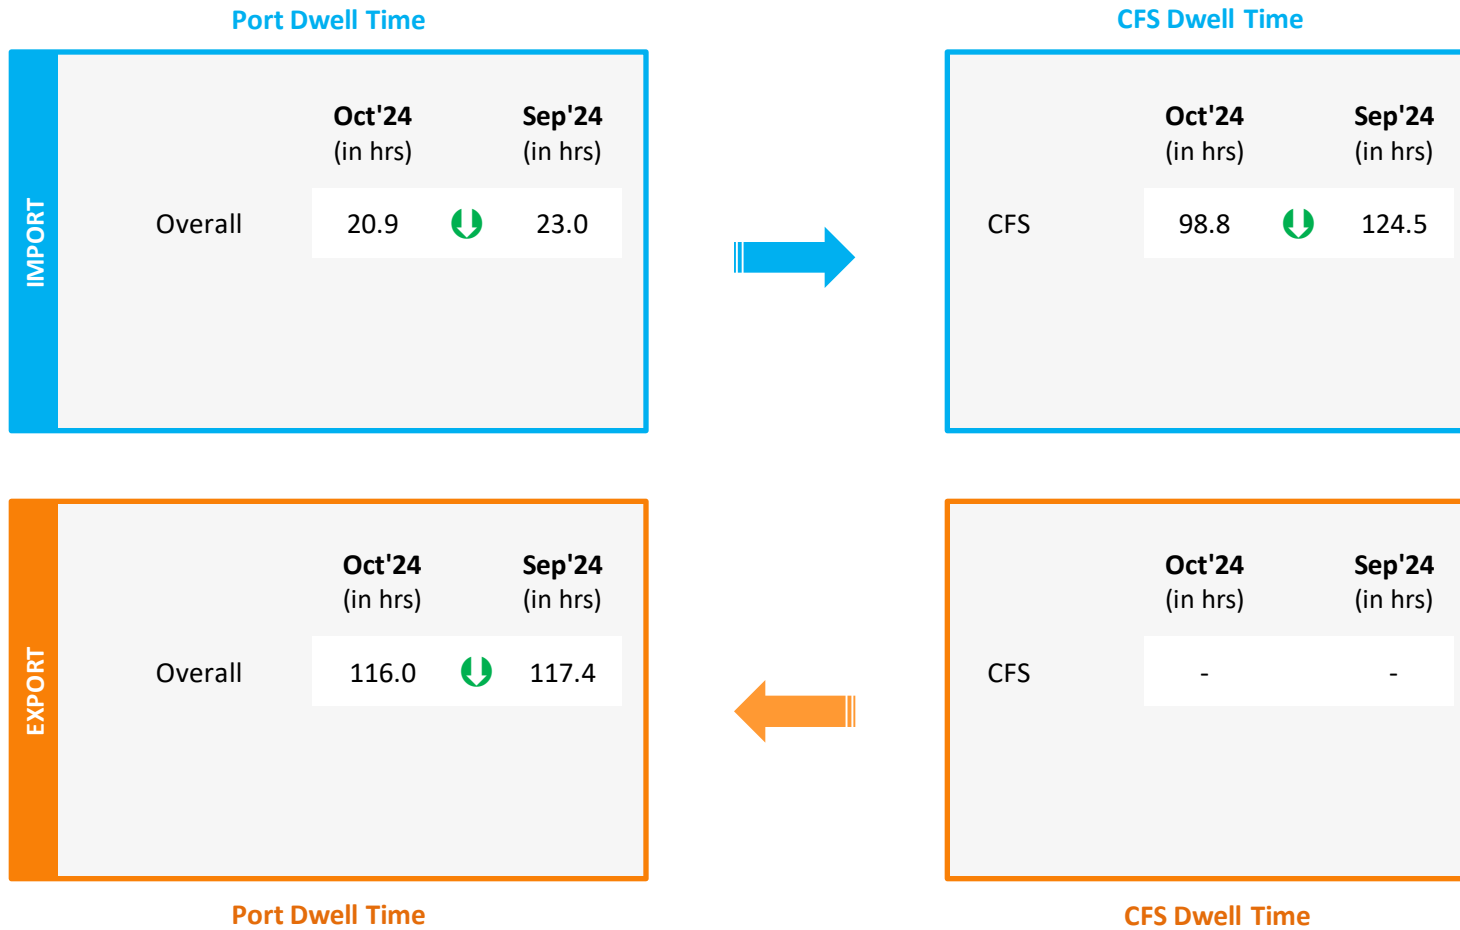 Port Dwell Time
CFS Dwell Time
IMPORT
Oct'24 Sep'24
(in hrs) (in hrs)
Overall 20.9 23.0
Oct'24 Sep'24
(in hrs) (in hrs)
CFS 98.8 124.5
EXPORT
Oct'24 Sep'24
(in hrs) (in hrs)
Overall 116.0 117.4
Oct'24 Sep'24
(in hrs) (in hrs)
CFS - -
Port Dwell Time
CFS Dwell Time